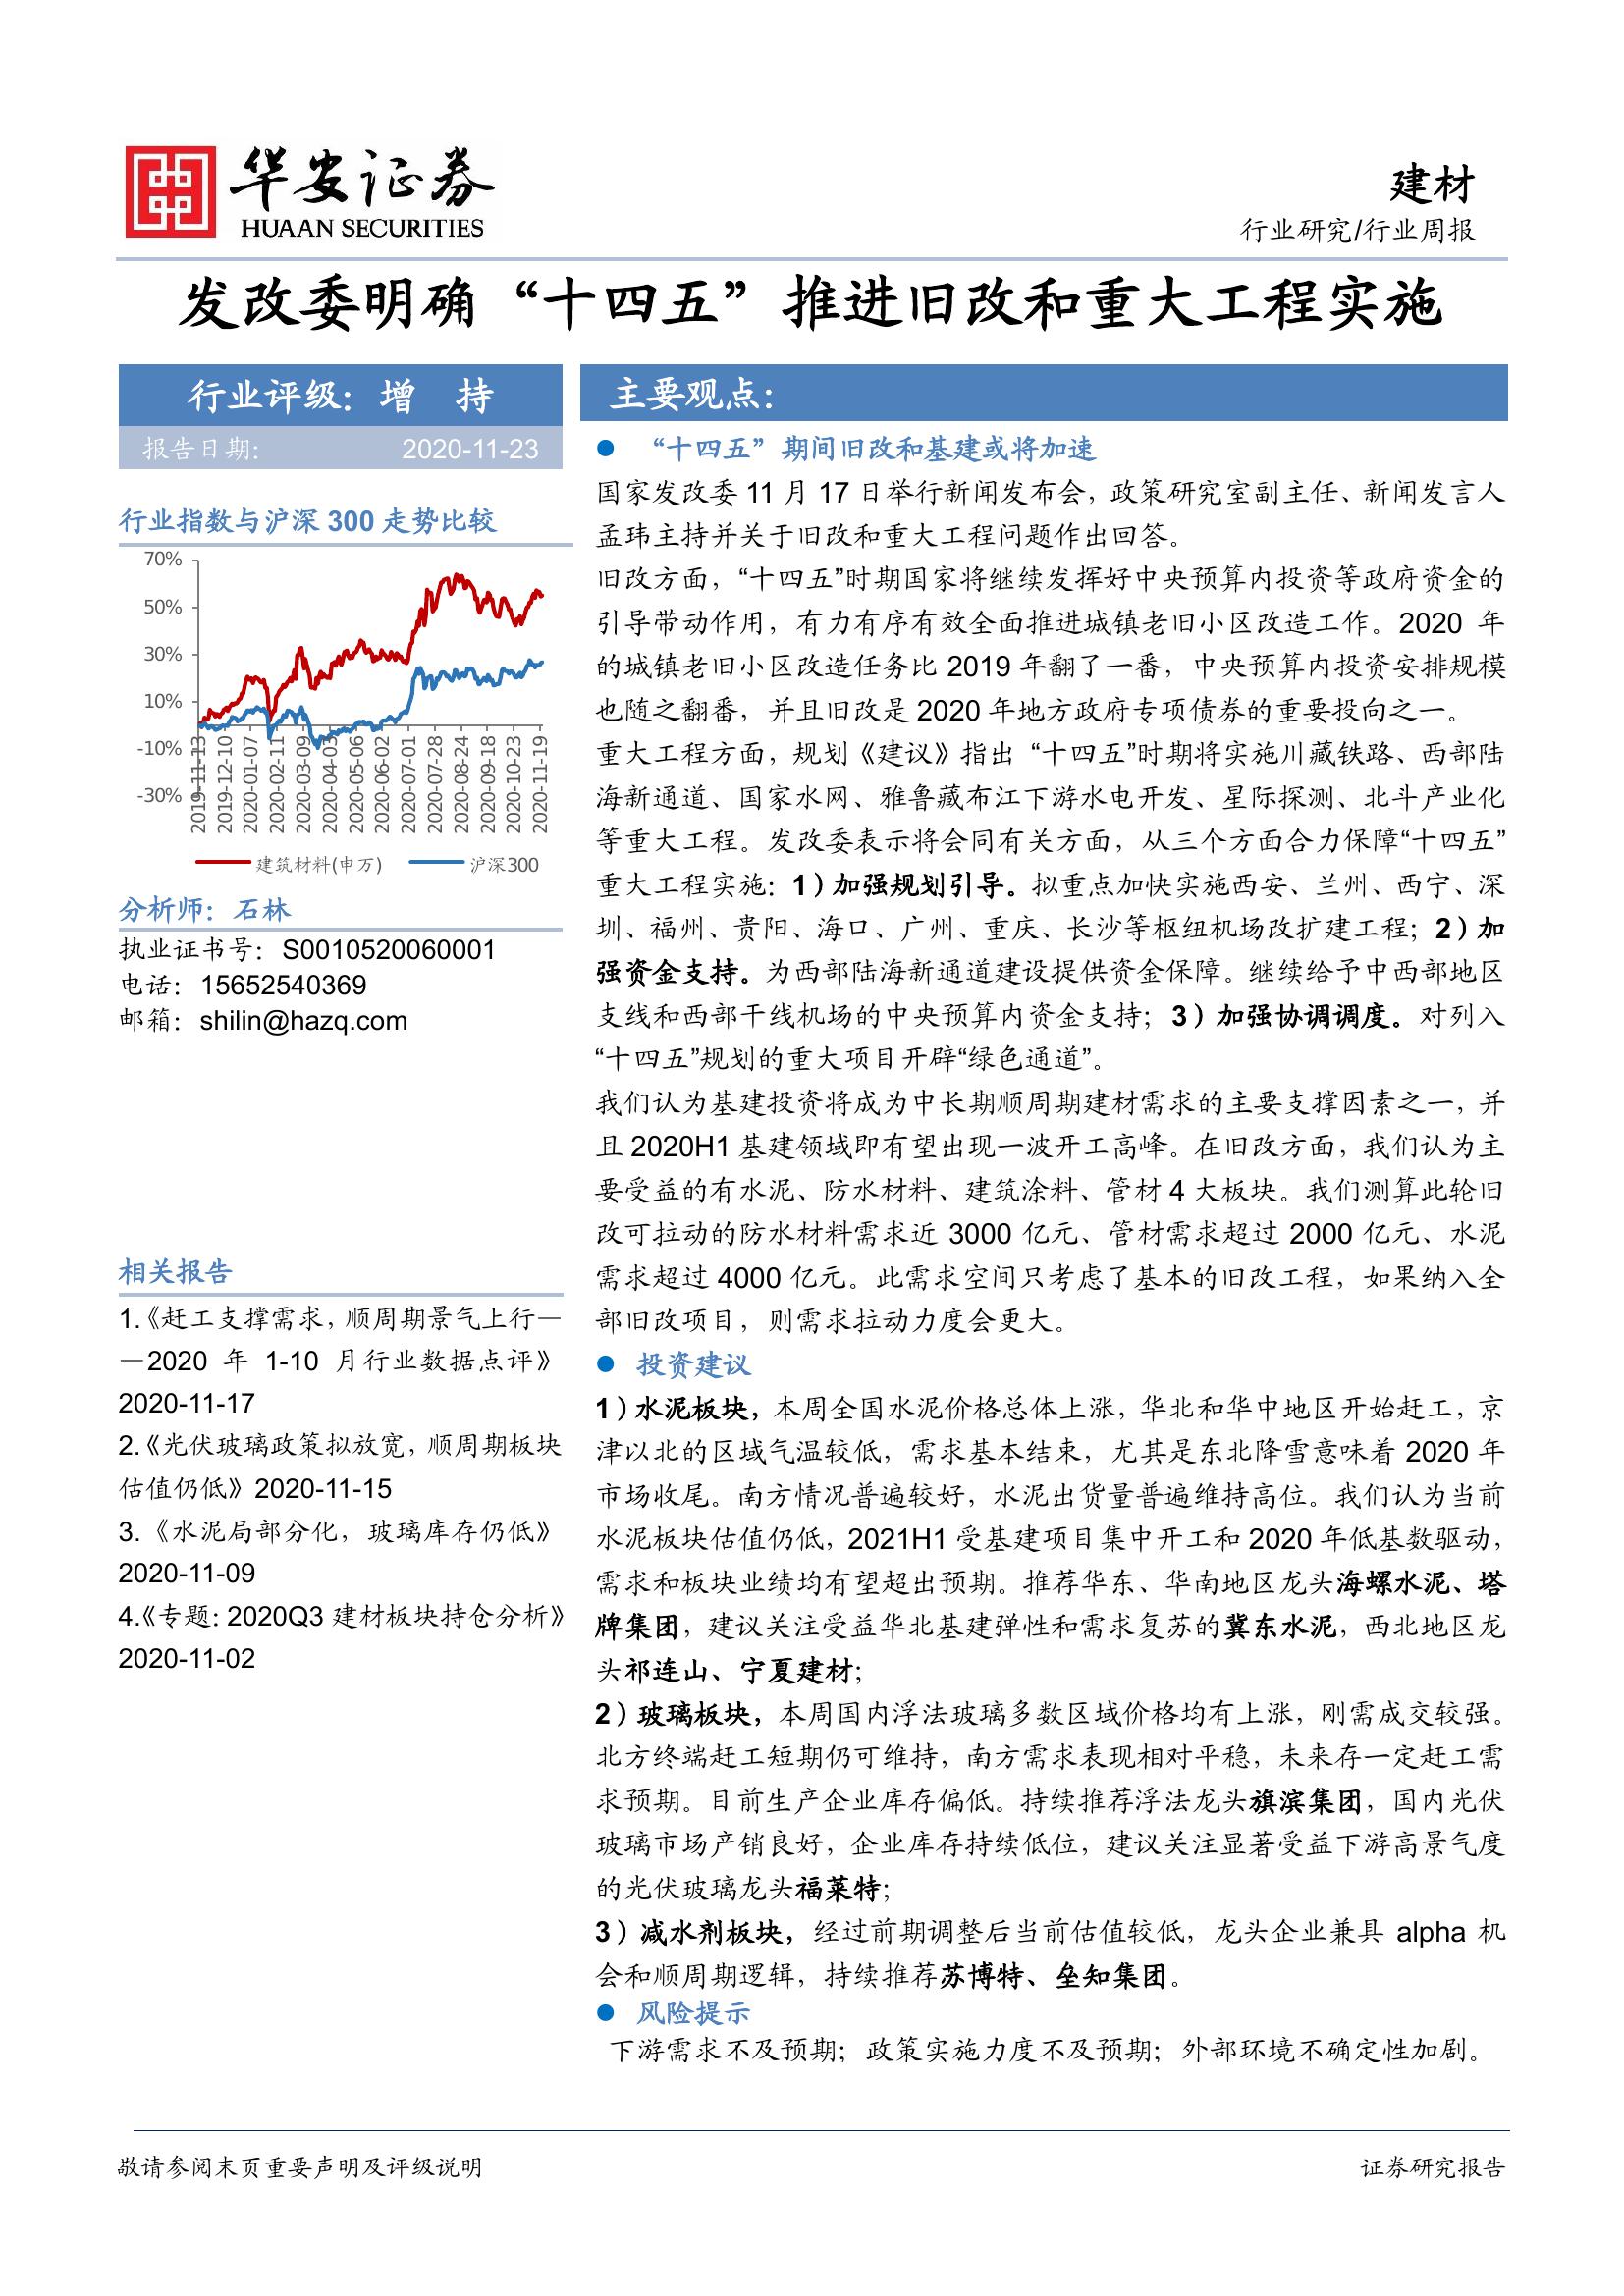 华安证券
HUAAN SECURITIES
建材
行业研究/行业周报
发改委明确“十四五”推进旧改和重大工程实施
行业评级：增 持
报告日期： 2020-11-23
行业指数与沪深 300 走势比较
70%
50%
30%
10%
-10%
-30%
2019-11-13
2019-12-10
2020-01-07
2020-02-11
2020-03-09
2020-04-03
2020-05-06
2020-06-02
2020-07-01
2020-07-28
2020-08-24
2020-09-18
2020-10-23
2020-11-19
建筑材料(申万) 沪深300
分析师：石林
执业证书号：S0010520060001
电话：15652540369
邮箱：shilin@hazq.com
相关报告
1.《赶工支撑需求，顺周期景气上行—
—2020 年 1-10 月行业数据点评》
2020-11-17
2.《光伏玻璃政策拟放宽，顺周期板块
估值仍低》2020-11-15
3.《水泥局部分化，玻璃库存仍低》
2020-11-09
4.《专题：2020Q3 建材板块持仓分析》
2020-11-02
主要观点：
“十四五”期间旧改和基建或将加速
国家发改委 11 月 17 日举行新闻发布会，政策研究室副主任、新闻发言人
孟玮主持并关于旧改和重大工程问题作出回答。
旧改方面，“十四五”时期国家将继续发挥好中央预算内投资等政府资金的
引导带动作用，有力有序有效全面推进城镇老旧小区改造工作。2020 年
的城镇老旧小区改造任务比 2019 年翻了一番，中央预算内投资安排规模
也随之翻番，并且旧改是 2020 年地方政府专项债券的重要投向之一。
重大工程方面，规划《建议》指出 “十四五”时期将实施川藏铁路、西部陆
海新通道、国家水网、雅鲁藏布江下游水电开发、星际探测、北斗产业化
等重大工程。发改委表示将会同有关方面，从三个方面合力保障“十四五”
重大工程实施：1）加强规划引导。拟重点加快实施西安、兰州、西宁、深
圳、福州、贵阳、海口、广州、重庆、长沙等枢纽机场改扩建工程；2）加
强资金支持。为西部陆海新通道建设提供资金保障。继续给予中西部地区
支线和西部干线机场的中央预算内资金支持；3）加强协调调度。对列入
“十四五”规划的重大项目开辟“绿色通道”。
我们认为基建投资将成为中长期顺周期建材需求的主要支撑因素之一，并
且 2020H1 基建领域即有望出现一波开工高峰。在旧改方面，我们认为主
要受益的有水泥、防水材料、建筑涂料、管材 4 大板块。我们测算此轮旧
改可拉动的防水材料需求近 3000 亿元、管材需求超过 2000 亿元、水泥
需求超过 4000 亿元。此需求空间只考虑了基本的旧改工程，如果纳入全
部旧改项目，则需求拉动力度会更大。
投资建议
1）水泥板块，本周全国水泥价格总体上涨，华北和华中地区开始赶工，京
津以北的区域气温较低，需求基本结束，尤其是东北降雪意味着 2020 年
市场收尾。南方情况普遍较好，水泥出货量普遍维持高位。我们认为当前
水泥板块估值仍低，2021H1 受基建项目集中开工和 2020 年低基数驱动，
需求和板块业绩均有望超出预期。推荐华东、华南地区龙头海螺水泥、塔
牌集团，建议关注受益华北基建弹性和需求复苏的冀东水泥，西北地区龙
头祁连山、宁夏建材；
2）玻璃板块，本周国内浮法玻璃多数区域价格均有上涨，刚需成交较强。
北方终端赶工短期仍可维持，南方需求表现相对平稳，未来存一定赶工需
求预期。目前生产企业库存偏低。持续推荐浮法龙头旗滨集团，国内光伏
玻璃市场产销良好，企业库存持续低位，建议关注显著受益下游高景气度
的光伏玻璃龙头福莱特；
3）减水剂板块，经过前期调整后当前估值较低，龙头企业兼具 alpha 机
会和顺周期逻辑，持续推荐苏博特、垒知集团。
风险提示
下游需求不及预期；政策实施力度不及预期；外部环境不确定性加剧。
敬请参阅末页重要声明及评级说明
证券研究报告